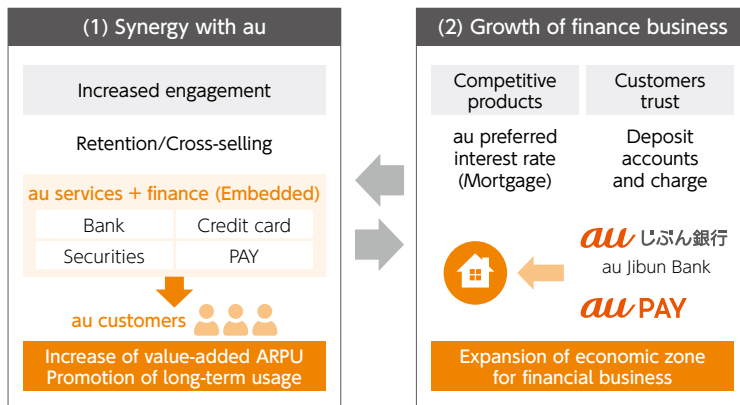 (1) Synergy with au
Increased engagement
Retention/Cross-selling
au services + finance (Embedded)
Bank
Credit card
Securities
PAY
au customers
Increase of value-added ARPU
Promotion of long-term usage
(2) Growth of finance business
Competitive
products
Customers
trust
au preferred
interest rate
(Mortgage)
Deposit
accounts
and charge
au じぶん銀行
au Jibun Bank
au PAY
Expansion of economic zone
for financial business